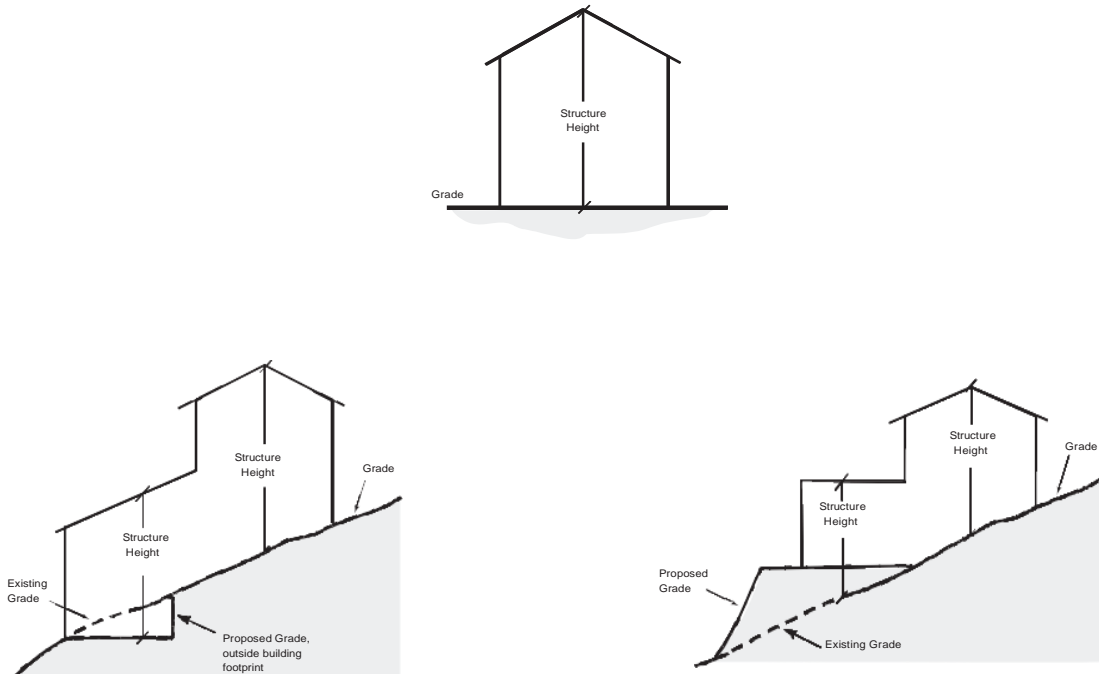 Structure
Height
Grade
Structure
Height
Grade
Structure
Height
Existing
Grade
Proposed Grade,
outside building
footprint
Structure
Height
Grade
Structure
Height
Proposed
Grade
Existing Grade